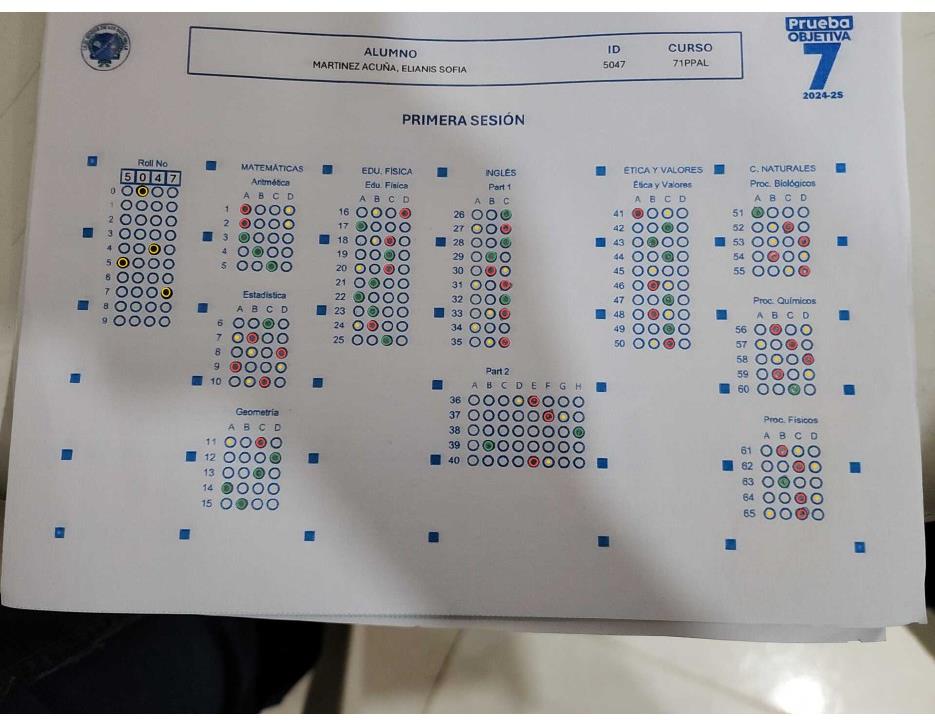 Prueba
OBJETIVA
7
2024-2S
ALUMNO ID CURSO
MARTINEZ ACUÑA, ELIANIS SOFIA 5047 71PPAL
PRIMERA SESIÓN
Roll No
5 0 4 7
0
1
2
3
4
5
6
7
8
9
MATEMÁTICAS
Aritmética
A B C D
1
2
3
4
5
Estadística
A B C D
6
7
8
9
10
Geometría
A B C D
11
12
13
14
15
EDU. FÍSICA
Edu. Física
A B C D
16
17
18
19
20
21
22
23
24
25
INGLÉS
Part 1
A B C
26
27
28
29
30
31
32
33
34
35
Part 2
A B C D E F G H
36
37
38
39
40
ÉTICA Y VALORES
Ética y Valores
A B C D
41
42
43
44
45
46
47
48
49
50
C. NATURALES
Proc. Biológicos
A B C D
51
52
53
54
55
Proc. Químicos
A B C D
56
57
58
59
60
Proc. Físicos
A B C D
61
62
63
64
65